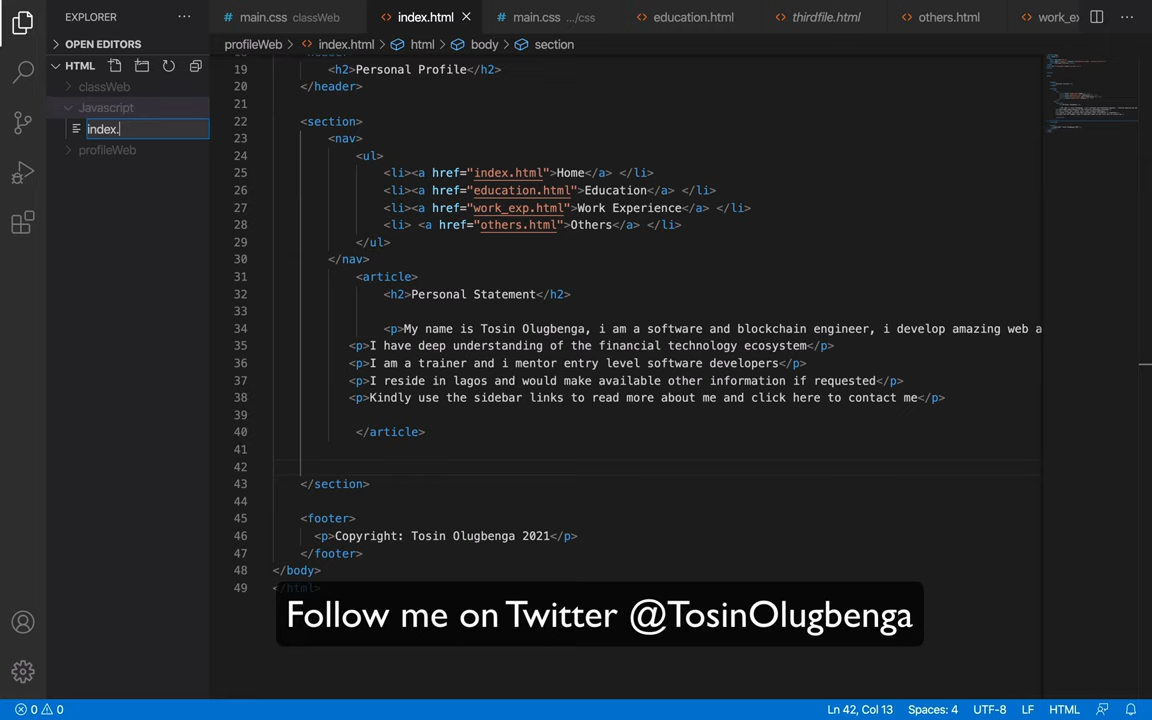 EXPLORER
main.css classWeb
index.html
main.css .../css
education.html
thirdfile.html
others.html
work_ex
OPEN EDITORS
profileWeb > index.html > html > body > section
HTML
classWeb
Javascript
index.
profileWeb
19 <h2>Personal Profile</h2>
20 </header>
21
22 <section>
23 <nav>
24 <ul>
25 <li><a href="index.html">Home</a> </li>
26 <li><a href="education.html">Education</a> </li>
27 <li><a href="work_exp.html">Work Experience</a> </li>
28 <li> <a href="others.html">Others</a> </li>
29 </ul>
30 </nav>
31 <article>
32 <h2>Personal Statement</h2>
33
34 <p>My name is Tosin Olugbenga, i am a software and blockchain engineer, i develop amazing web a
35 <p>I have deep understanding of the financial technology ecosystem</p>
36 <p>I am a trainer and i mentor entry level software developers</p>
37 <p>I reside in lagos and would make available other information if requested</p>
38 <p>Kindly use the sidebar links to read more about me and click here to contact me</p>
39
40 </article>
41
42
43 </section>
44
45 <footer>
46 <p>Copyright: Tosin Olugbenga 2021</p>
47 </footer>
48 </body>
49 </html>
Follow me on Twitter @TosinOlugbenga
0 0
Ln 42, Col 13
Spaces: 4
UTF-8
LF
HTML